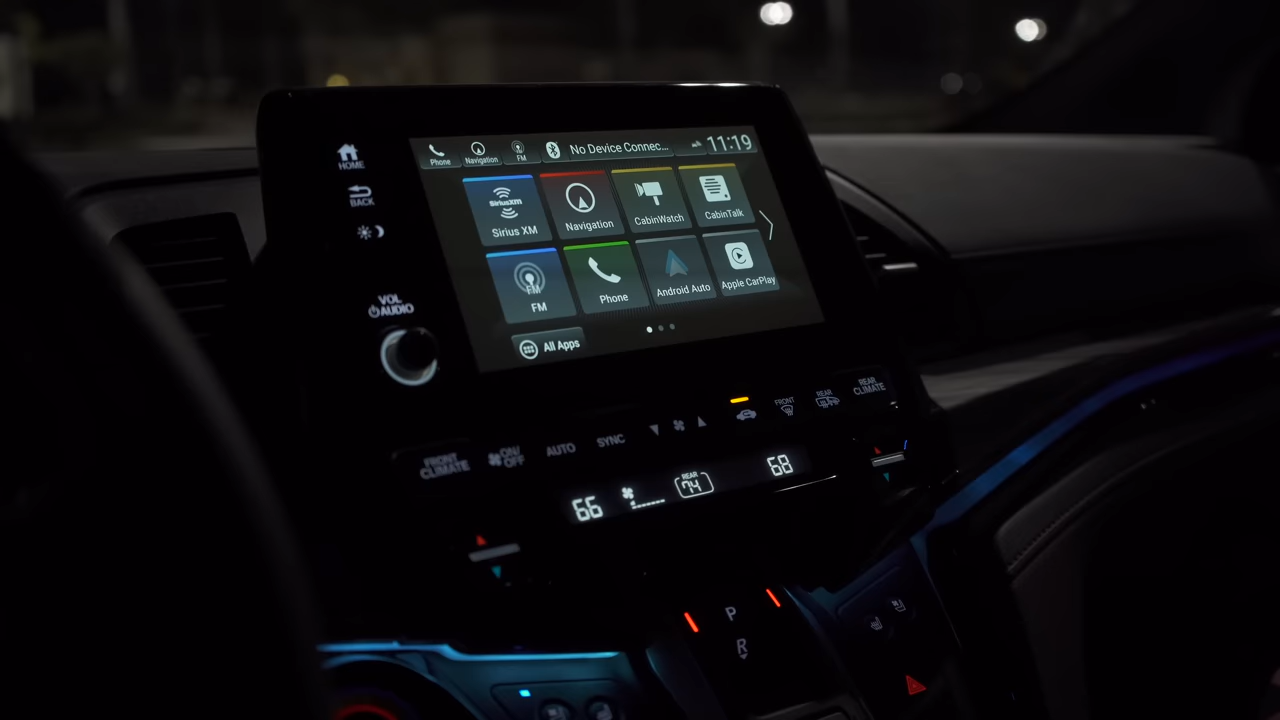 Phone
Navigation
FM
No Device Connec...
11:19
HOME
BACK
SiriusXM
Sirius XM
Navigation
CabinWatch
CabinTalk
FM
FM
Phone
Android Auto
Apple CarPlay
All Apps
VOL
AUDIO
FRONT
CLIMATE
ON/
OFF
AUTO
SYNC
FRONT
REAR
REAR
CLIMATE
66
REAR
74
68
P
R